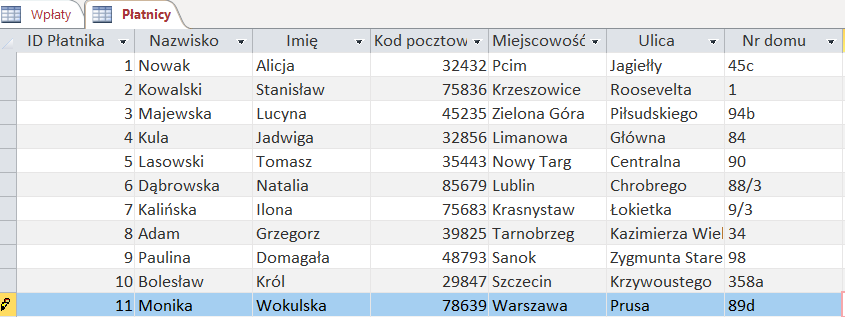 Wpłaty Płatnicy
ID Płatnika Nazwisko Imię Kod pocztow Miejscowość Ulica Nr domu
1 Nowak Alicja 32432 Pcim Jagiełły 45c
2 Kowalski Stanisław 75836 Krzeszowice Roosevelta 1
3 Majewska Lucyna 45235 Zielona Góra Piłsudskiego 94b
4 Kula Jadwiga 32856 Limanowa Główna 84
5 Lasowski Tomasz 35443 Nowy Targ Centralna 90
6 Dąbrowska Natalia 85679 Lublin Chrobrego 88/3
7 Kalińska Ilona 75683 Krasnystaw Łokietka 9/3
8 Adam Grzegorz 39825 Tarnobrzeg Kazimierza Wiel 34
9 Paulina Domagała 48793 Sanok Zygmunta Stare 98
10 Bolesław Król 29847 Szczecin Krzywoustego 358a
11 Monika Wokulska 78639 Warszawa Prusa 89d